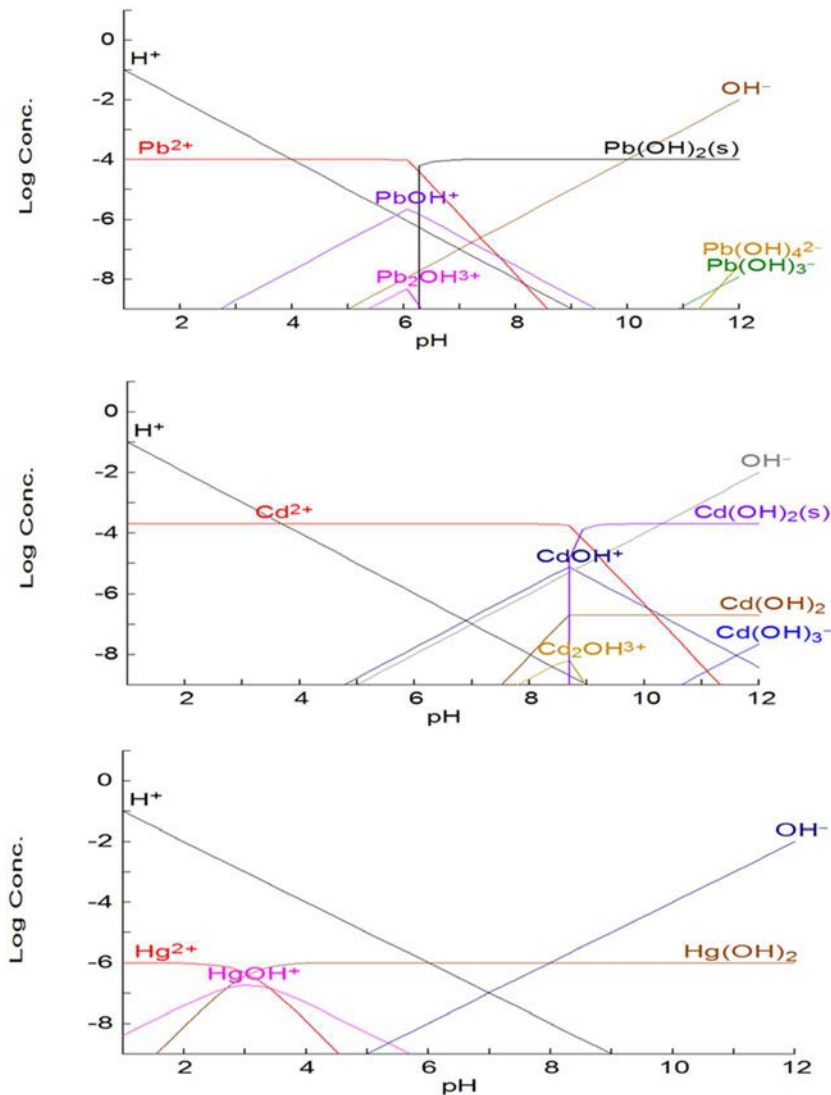 0
H⁺
OH⁻
-2
Pb²⁺
Pb(OH)₂(s)
-4
Log Conc.
PbOH⁺
-6
Pb(OH)₄²⁻
Pb₂OH³⁺
Pb(OH)₃⁻
-8
2 4 6 8 10 12
pH
0
H⁺
OH⁻
-2
Cd²⁺
Cd(OH)₂(s)
-4
Log Conc.
CdOH⁺
-6
Cd(OH)₂
Cd₂OH³⁺
Cd(OH)₃⁻
-8
2 4 6 8 10 12
pH
0
H⁺
OH⁻
-2
-4
Log Conc.
Hg²⁺
Hg(OH)₂
-6
HgOH⁺
-8
2 4 6 8 10 12
pH